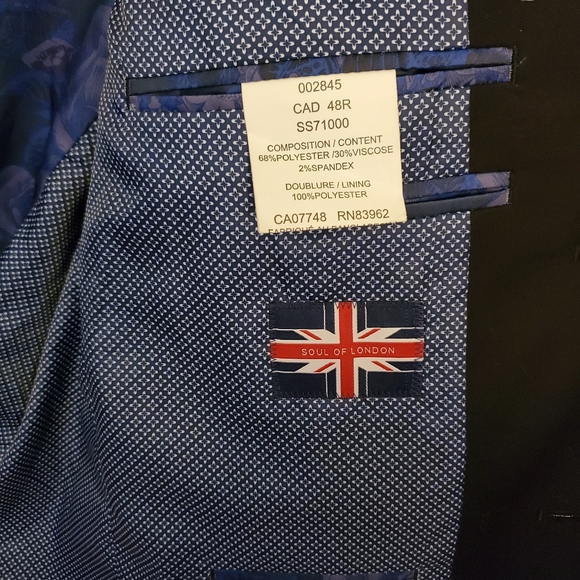 002845
CAD 48R
SS71000
COMPOSITION / CONTENT
68%POLYESTER /30%VISCOSE
2%SPANDEX
DOUBLURE / LINING
100%POLYESTER
CA07748 RN83962
SOUL OF LONDON